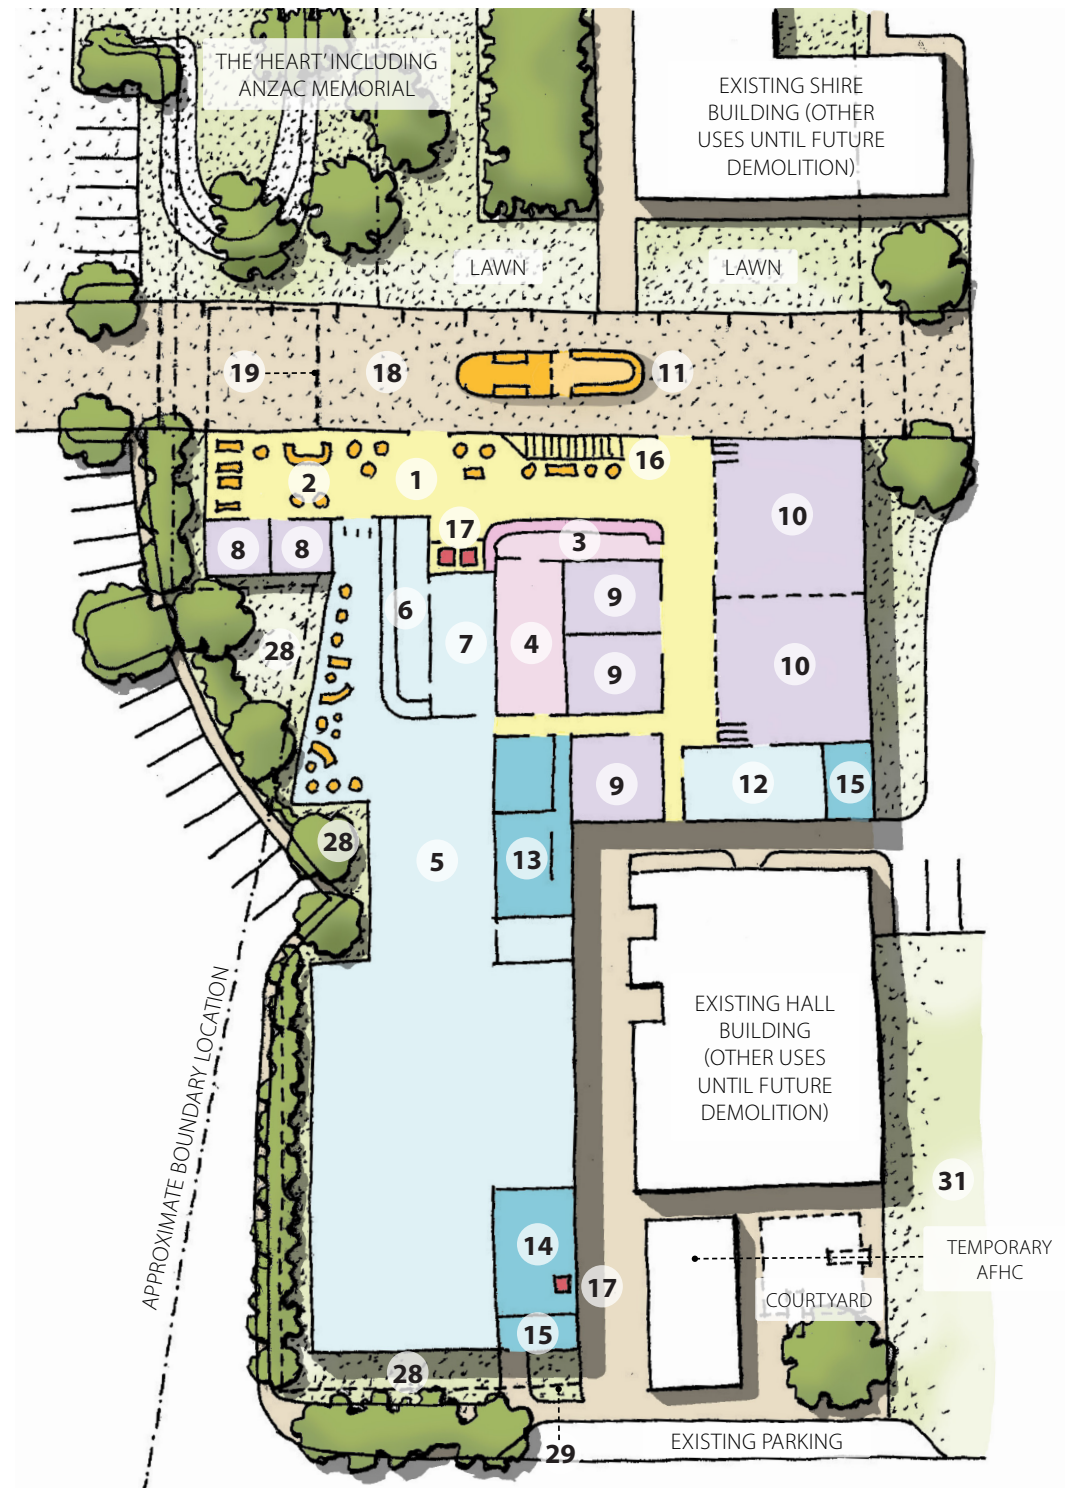 THE 'HEART' INCLUDING
ANZAC MEMORIAL
EXISTING SHIRE
BUILDING (OTHER
USES UNTIL FUTURE
DEMOLITION)
LAWN
LAWN
19
18
11
16
2
1
10
17
3
8
8
9
6
7
4
28
10
9
9
12
15
28
5
13
EXISTING HALL
BUILDING
(OTHER USES
UNTIL FUTURE
DEMOLITION)
APPROXIMATE BOUNDARY LOCATION
31
14
TEMPORARY
AFHC
17
COURTYARD
15
28
29
EXISTING PARKING